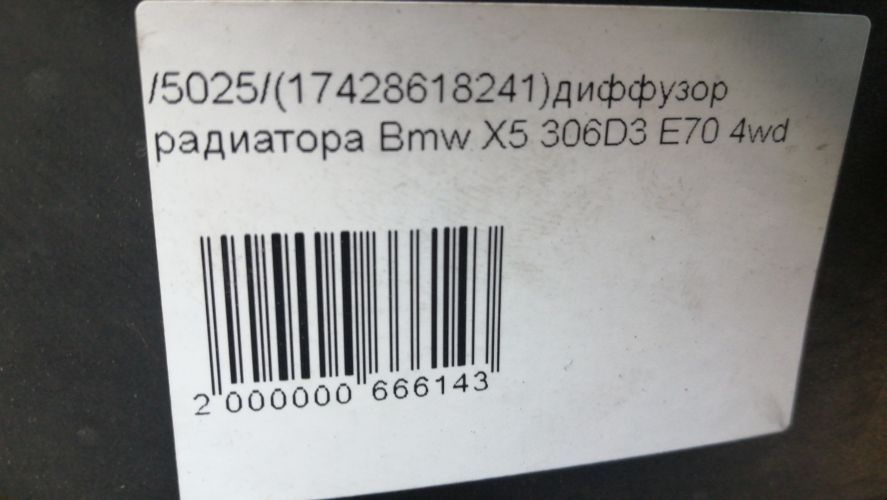 /5025/(17428618241)диффузор
радиатора Bmw X5 306D3 E70 4wd
2 000000 666143